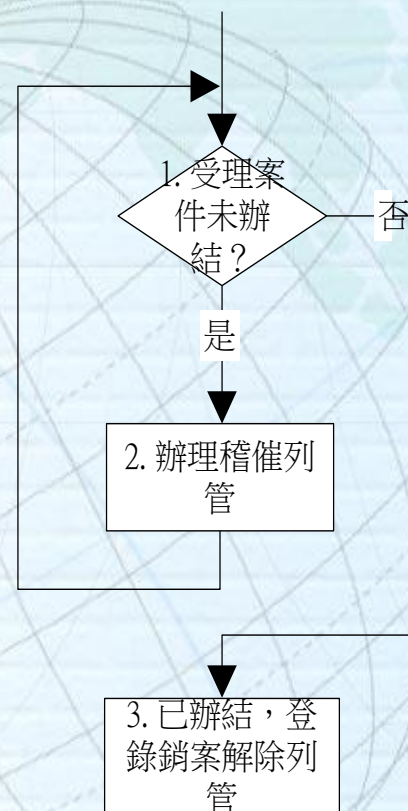 1. 受理案
件未辦
結？
否
是
2. 辦理稽催列
管
3. 已辦結，登
錄銷案解除列
管